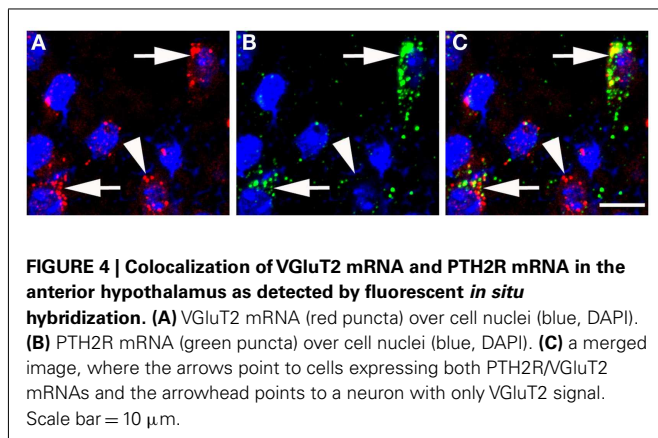 A B C
FIGURE 4 | Colocalization of VGluT2 mRNA and PTH2R mRNA in the
anterior hypothalamus as detected by fluorescent in situ
hybridization. (A) VGluT2 mRNA (red puncta) over cell nuclei (blue, DAPI).
(B) PTH2R mRNA (green puncta) over cell nuclei (blue, DAPI). (C) a merged
image, where the arrows point to cells expressing both PTH2R/VGluT2
mRNAs and the arrowhead points to a neuron with only VGluT2 signal.
Scale bar = 10 μm.